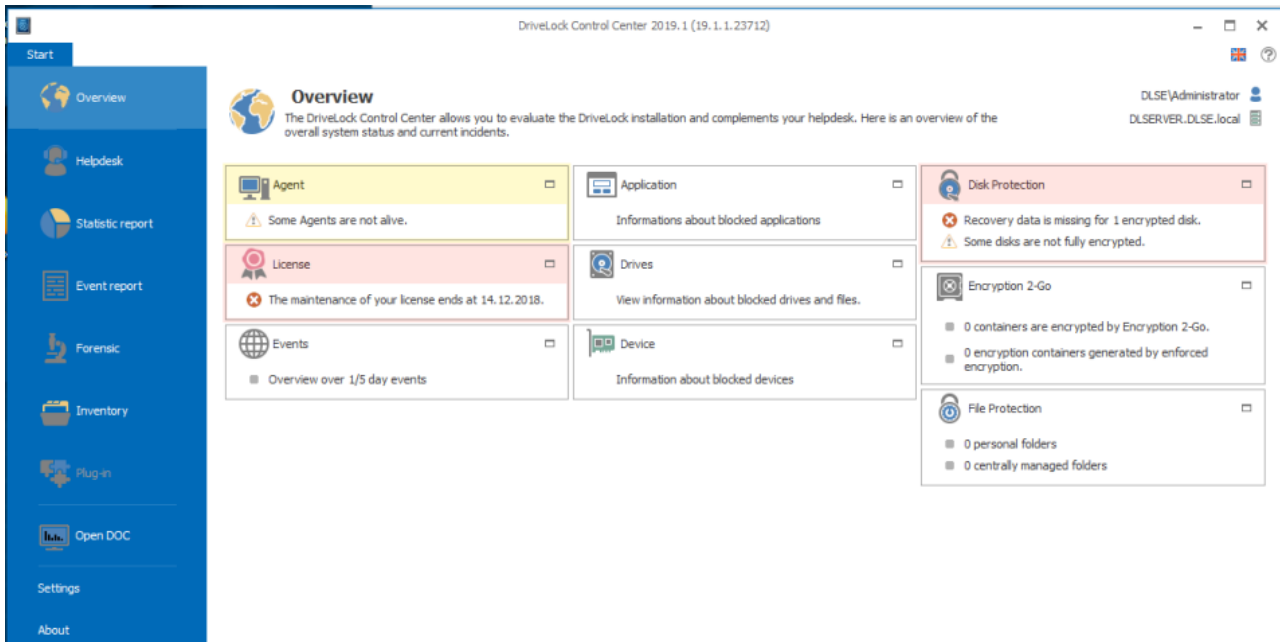 DriveLock Control Center 2019.1 (19.1.1.23712)
Start
Overview
Helpdesk
Statistic report
Event report
Forensic
Inventory
Plug-in
Open DOC
Settings
About
Overview
The DriveLock Control Center allows you to evaluate the DriveLock installation and complements your helpdesk. Here is an overview of the
overall system status and current incidents.
DLSE\Administrator
DLSERVER.DLSE.local
Agent
Some Agents are not alive.
License
The maintenance of your license ends at 14.12.2018.
Events
Overview over 1/5 day events
Application
Informations about blocked applications
Drives
View information about blocked drives and files.
Device
Information about blocked devices
Disk Protection
Recovery data is missing for 1 encrypted disk.
Some disks are not fully encrypted.
Encryption 2-Go
0 containers are encrypted by Encryption 2-Go.
0 encryption containers generated by enforced
encryption.
File Protection
0 personal folders
0 centrally managed folders